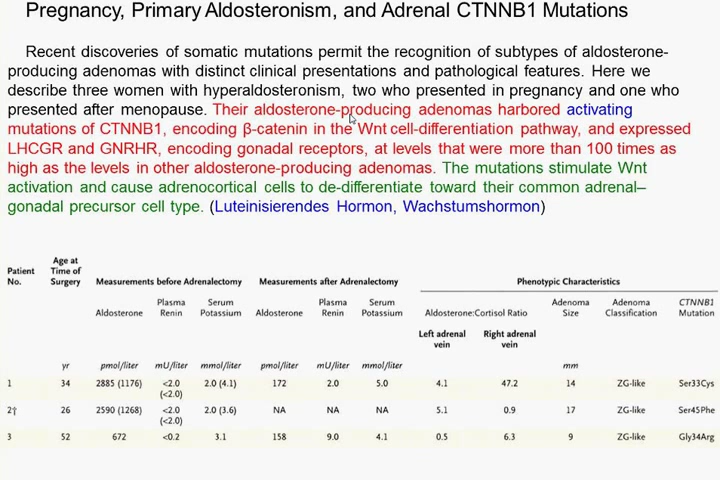 Pregnancy, Primary Aldosteronism, and Adrenal CTNNB1 Mutations
Recent discoveries of somatic mutations permit the recognition of subtypes of aldosterone-
producing adenomas with distinct clinical presentations and pathological features. Here we
describe three women with hyperaldosteronism, two who presented in pregnancy and one who
presented after menopause. Their aldosterone-producing adenomas harbored activating
mutations of CTNNB1, encoding β-catenin in the Wnt cell-differentiation pathway, and expressed
LHCGR and GNRHR, encoding gonadal receptors, at levels that were more than 100 times as
high as the levels in other aldosterone-producing adenomas. The mutations stimulate Wnt
activation and cause adrenocortical cells to de-differentiate toward their common adrenal–
gonadal precursor cell type. (Luteinisierendes Hormon, Wachstumshormon)
Patient No. Age at Time of Surgery Measurements before Adrenalectomy Measurements after Adrenalectomy Phenotypic Characteristics
Aldosterone Plasma Renin Serum Potassium Aldosterone Plasma Renin Serum Potassium Aldosterone:Cortisol Ratio Adenoma Size Adenoma Classification CTNNB1 Mutation
Left adrenal vein Right adrenal vein
yr pmol/liter mU/liter mmol/liter pmol/liter mU/liter mmol/liter mm
1 34 2885 (1176) <2.0 (<2.0) 2.0 (4.1) 172 2.0 5.0 4.1 47.2 14 ZG-like Ser33Cys
2† 26 2590 (1268) <2.0 (<2.0) 2.0 (3.6) NA NA NA 5.1 0.9 17 ZG-like Ser45Phe
3 52 672 <0.2 3.1 158 9.0 4.1 0.5 6.3 9 ZG-like Gly34Arg